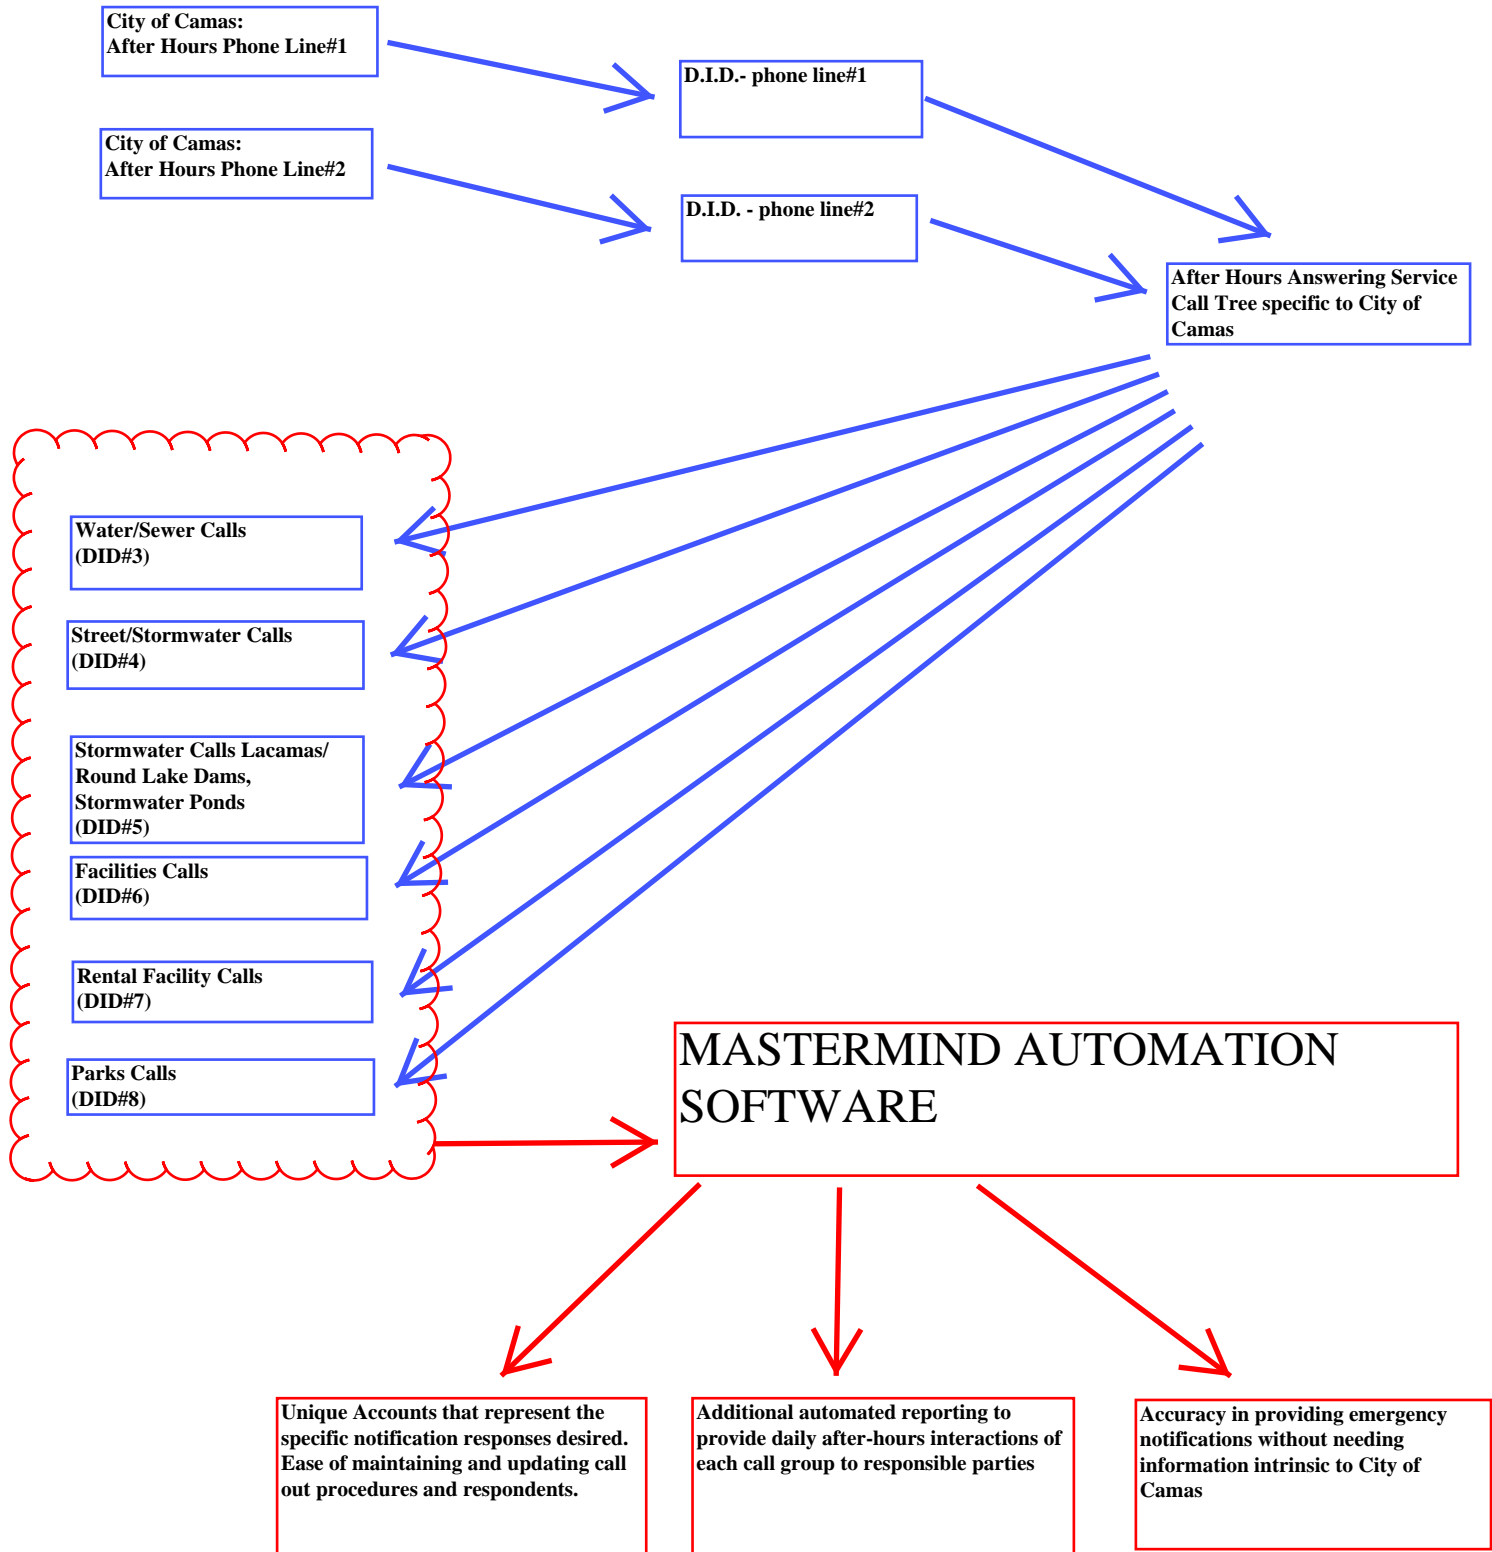 City of Camas:
After Hours Phone Line#1
D.I.D.- phone line#1
City of Camas:
After Hours Phone Line#2
D.I.D. - phone line#2
After Hours Answering Service
Call Tree specific to City of
Camas
Water/Sewer Calls
(DID#3)
Street/Stormwater Calls
(DID#4)
Stormwater Calls Lacamas/
Round Lake Dams,
Stormwater Ponds
(DID#5)
Facilities Calls
(DID#6)
Rental Facility Calls
(DID#7)
Parks Calls
(DID#8)
MASTERMIND AUTOMATION
SOFTWARE
Unique Accounts that represent the
specific notification responses desired.
Ease of maintaining and updating call
out procedures and respondents.
Additional automated reporting to
provide daily after-hours interactions of
each call group to responsible parties
Accuracy in providing emergency
notifications without needing
information intrinsic to City of
Camas